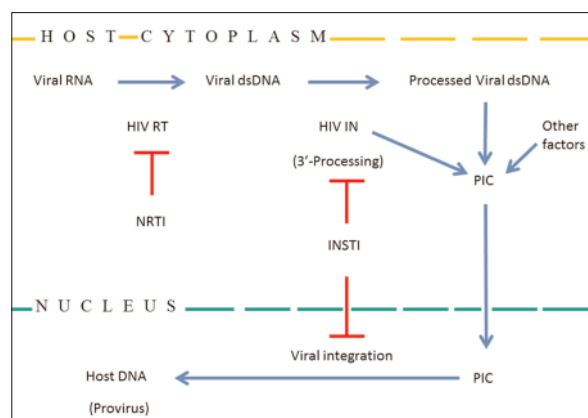 HOST CYTOPLASM
Viral RNA
Viral dsDNA
Processed Viral dsDNA
HIV RT
HIV IN
Other
factors
(3'-Processing)
PIC
NRTI
INSTI
NUCLEUS
Viral integration
Host DNA
PIC
(Provirus)